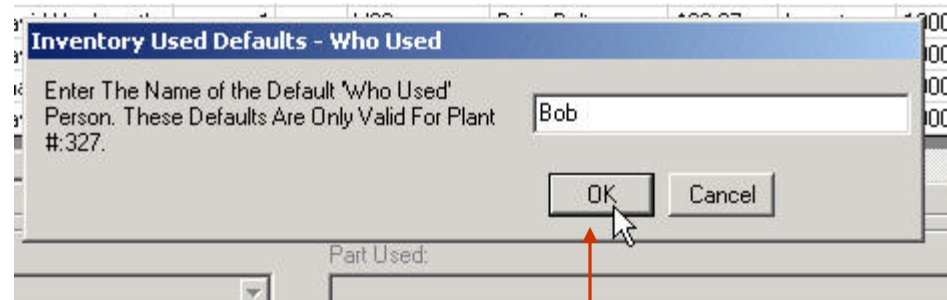 Inventory Used Defaults - Who Used
Enter The Name of the Default 'Who Used'
Person. These Defaults Are Only Valid For Plant
#:327.
Bob
OK
Cancel
Part Used: